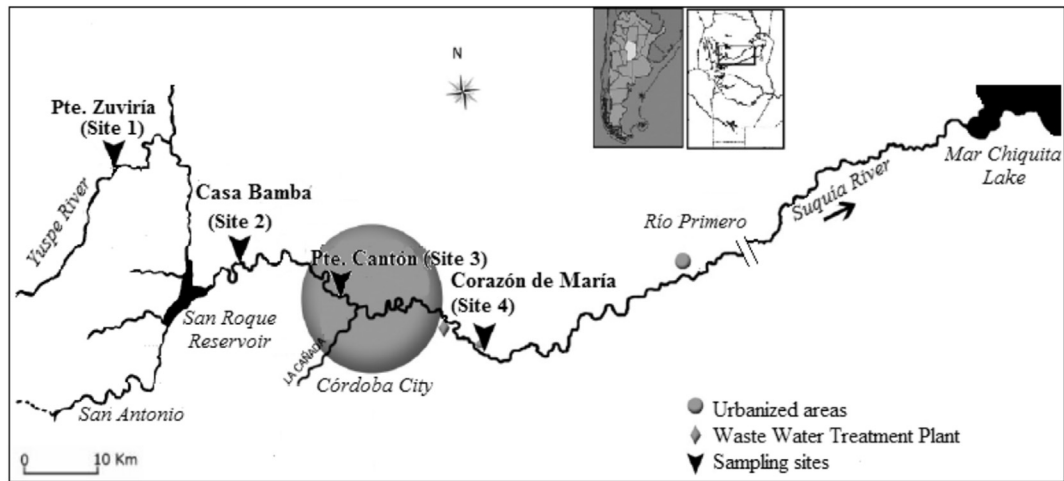 N
Pte. Zuviría
(Site 1)
Yuspe River
Casa Bamba
(Site 2)
Pte. Cantón (Site 3)
Corazón de María
(Site 4)
Río Primero
Suquía River
Mar Chiquita
Lake
San Roque
Reservoir
LA CAÑADA
Córdoba City
San Antonio
Urbanized areas
Waste Water Treatment Plant
Sampling sites
0 10 Km